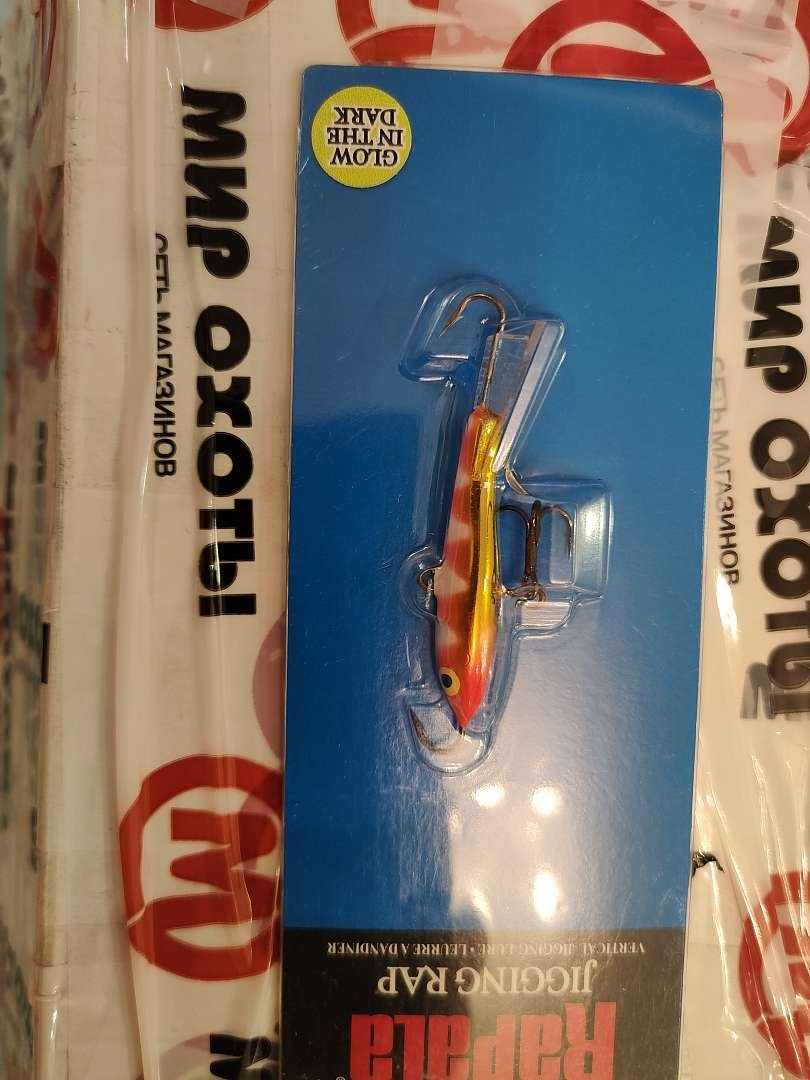 GLOW
IN THE
DARK
VERTICAL JIGGING LURE • LEURRE A DANDINER
JIGGING RAP
Rapala®
МИР ОХОТЫ
СЕТЬ МАГАЗИНОВ
МИР ОХОТЫ
СЕТЬ МАГАЗИНОВ